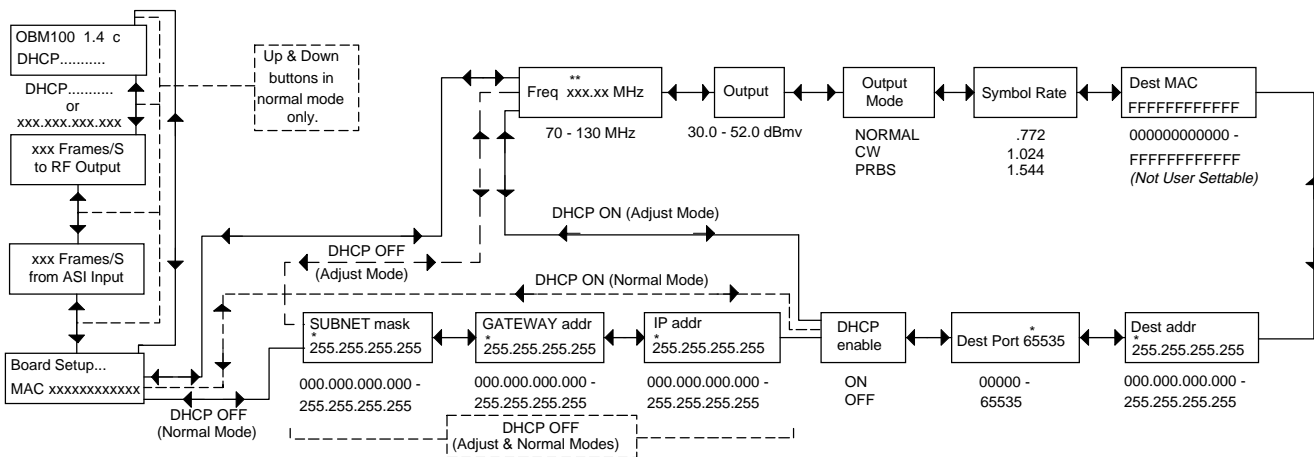 OBM100 1.4 c
DHCP...........
DHCP...........
or
xxx.xxx.xxx.xxx
xxx Frames/S
to RF Output
xxx Frames/S
from ASI Input
Board Setup...
MAC xxxxxxxxxxxx
Up & Down
buttons in
normal mode
only.
**
Freq xxx.xx MHz
70 - 130 MHz
Output
30.0 - 52.0 dBmv
Output
Mode
NORMAL
CW
PRBS
Symbol Rate
.772
1.024
1.544
Dest MAC
FFFFFFFFFFFF
000000000000 -
FFFFFFFFFFFF
(Not User Settable)
DHCP ON (Adjust Mode)
DHCP OFF
(Adjust Mode)
DHCP ON (Normal Mode)
SUBNET mask
*
255.255.255.255
000.000.000.000 -
255.255.255.255
GATEWAY addr
*
255.255.255.255
000.000.000.000 -
255.255.255.255
IP addr
*
255.255.255.255
000.000.000.000 -
255.255.255.255
DHCP
enable
ON
OFF
*
Dest Port 65535
00000 -
65535
Dest addr
*
255.255.255.255
000.000.000.000 -
255.255.255.255
DHCP OFF
(Normal Mode)
DHCP OFF
(Adjust & Normal Modes)